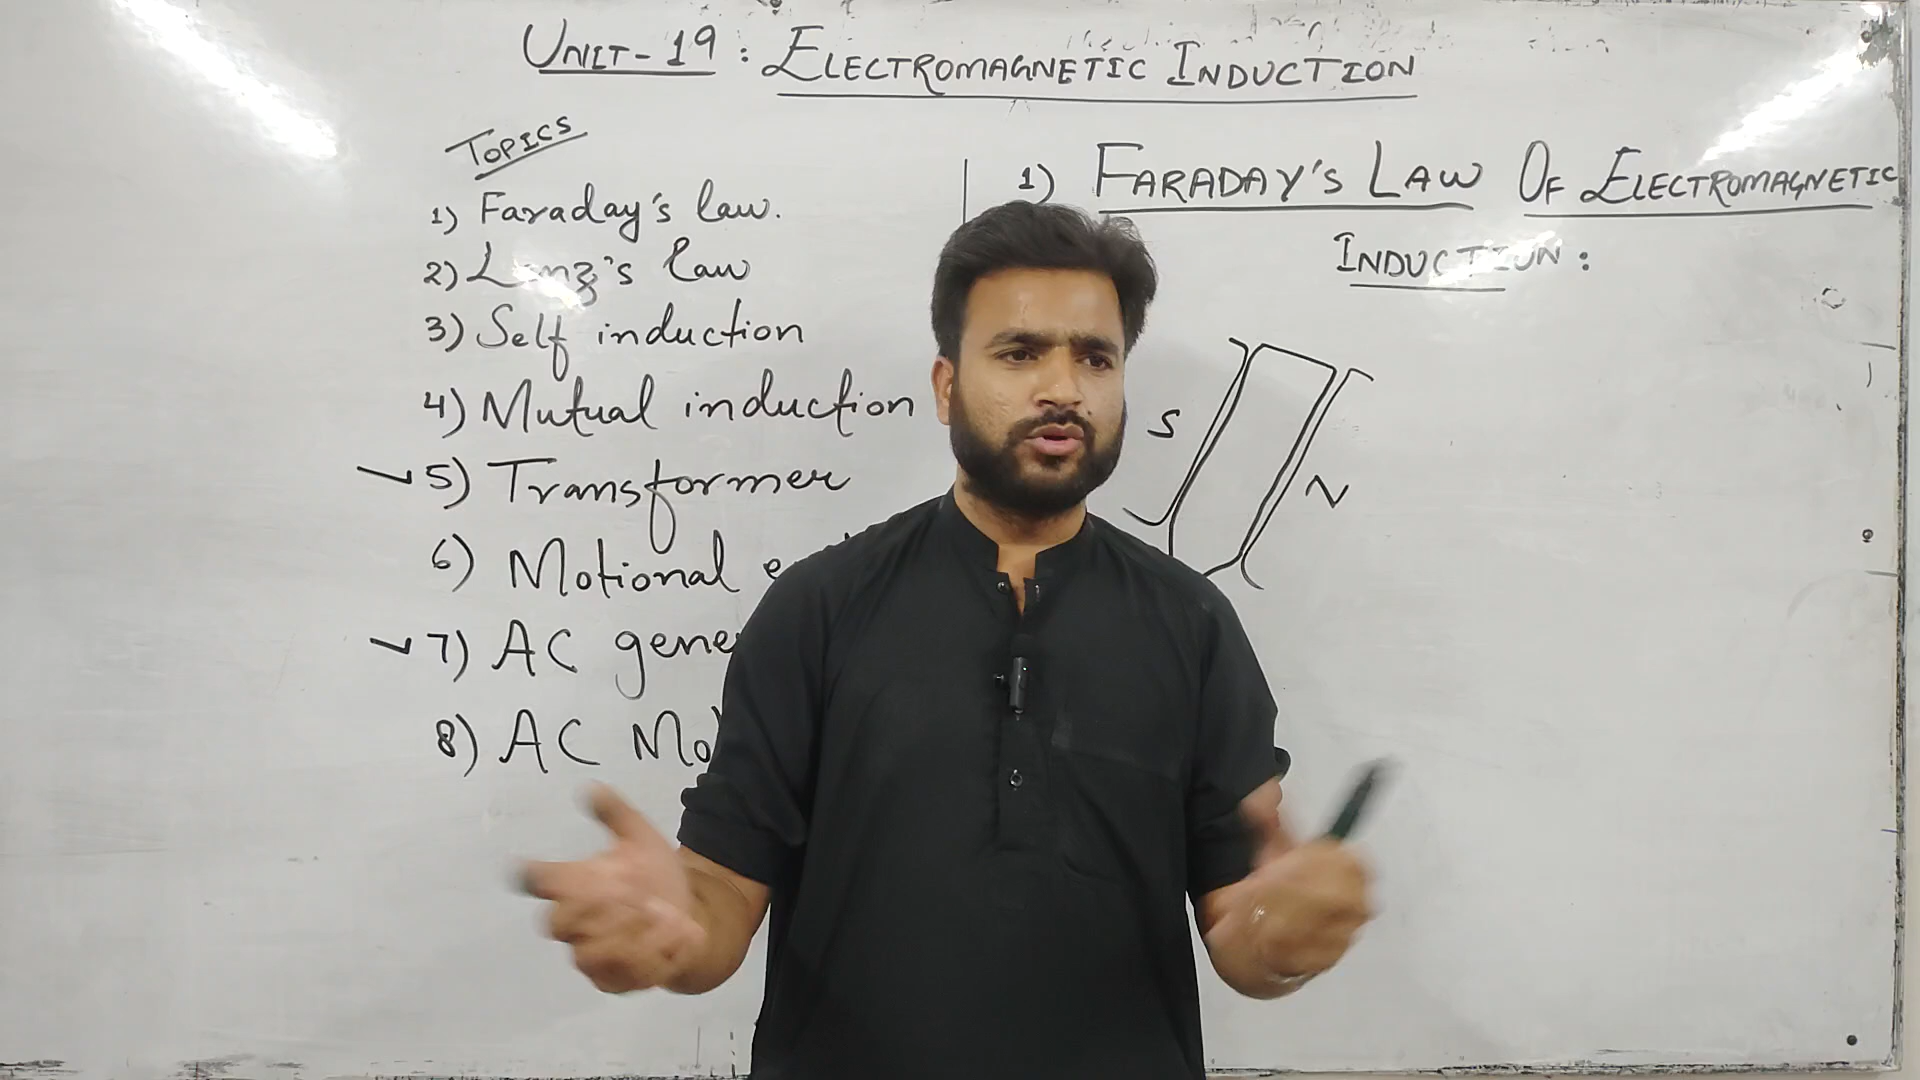 UNIT-19 : ELECTROMAGNETIC INDUCTION
TOPICS
1) Faraday's law.
2) Lenz's law
3) Self induction
4) Mutual induction
5) Transformer
6) Motional
7) AC
8) AC
1) FARADAY'S LAW OF ELECTROMAGNETIC
INDUCTION :
S
N